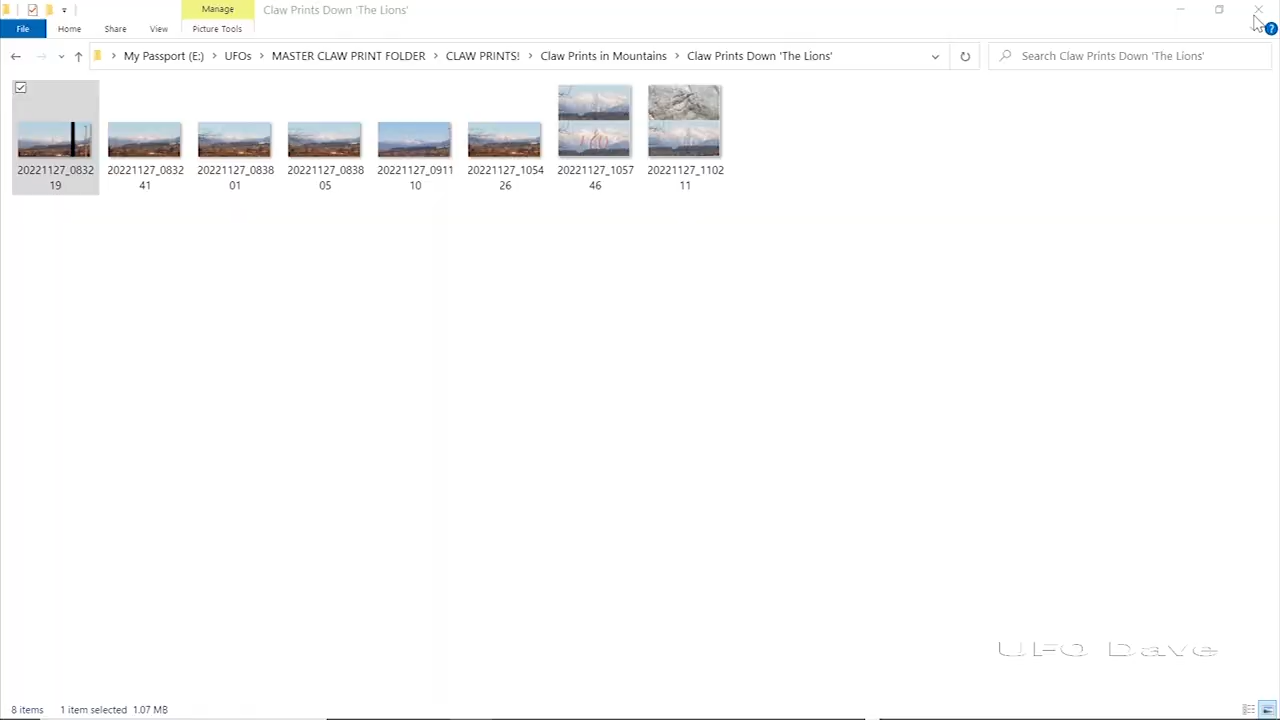 Manage
Claw Prints Down 'The Lions'
File
Home
Share
View
Picture Tools
My Passport (E:) > UFOs > MASTER CLAW PRINT FOLDER > CLAW PRINTS! > Claw Prints in Mountains > Claw Prints Down 'The Lions'
Search Claw Prints Down 'The Lions'
20221127_0832
19
20221127_0832
41
20221127_0838
01
20221127_0838
05
20221127_0911
10
20221127_1054
26
20221127_1057
46
20221127_1102
11
UFO Dave
8 items
1 item selected 1.07 MB